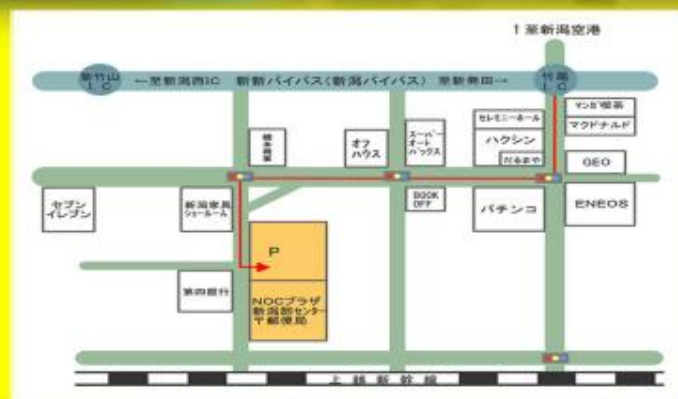 ↑至新潟空港
紫竹山
IC
←至新潟西IC 新新バイパス(新潟バイパス) 至新発田→
竹尾
IC
マンガ喫茶
マクドナルド
セレモニーホール
ハクシン
だるまや
GEO
オフ
ハウス
スーパー
オート
バックス
セブン
イレブン
新潟家具
ショールーム
BOOK
OFF
パチンコ
ENEOS
P
第四銀行
NOCプラザ
新潟卸センター
〒郵便局
上越新幹線